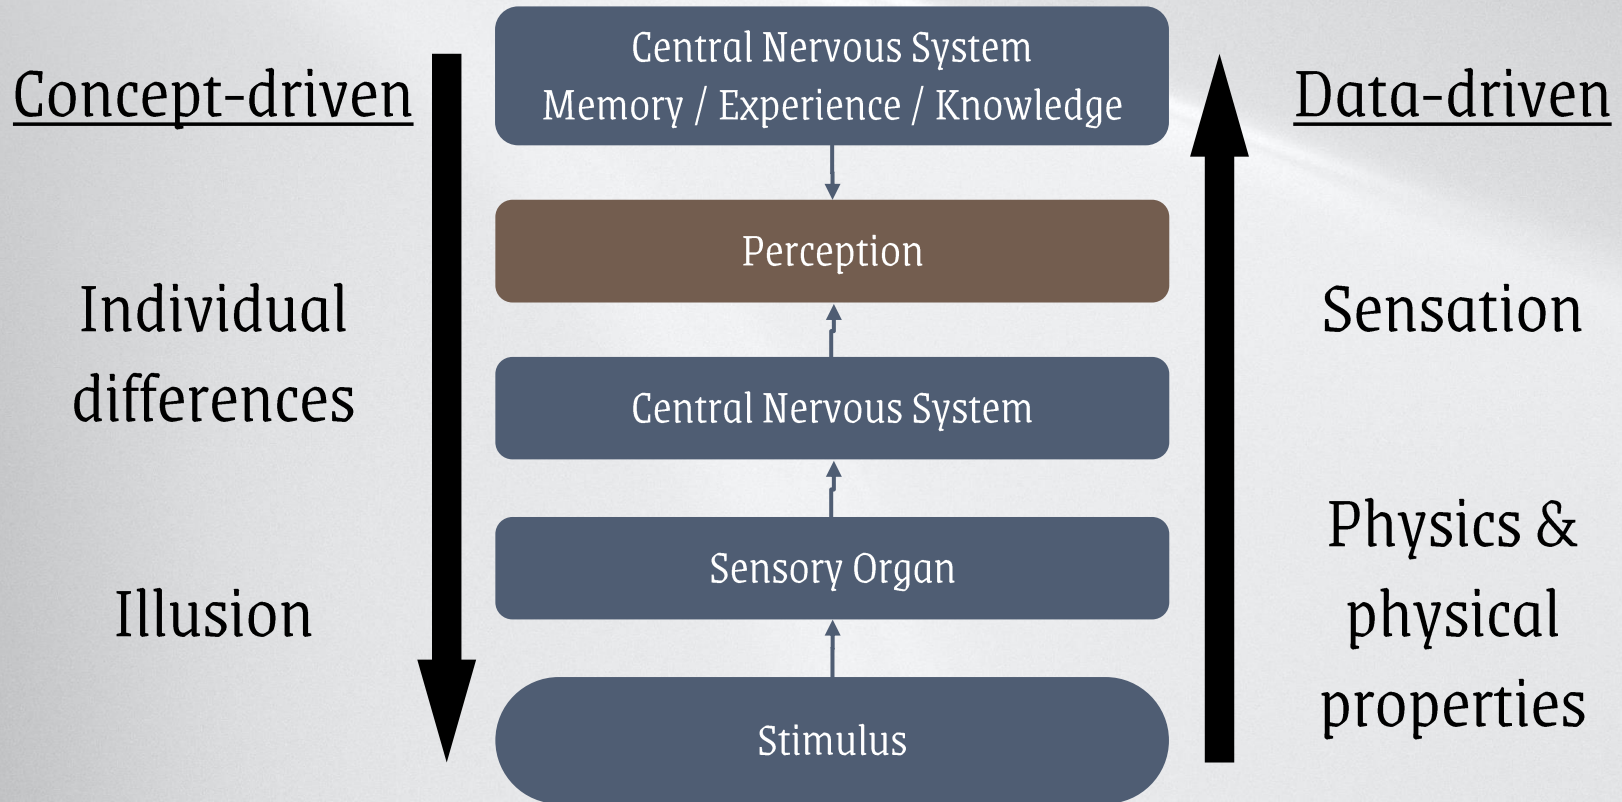 Central Nervous System
Memory / Experience / Knowledge
Concept-driven
Data-driven
Perception
Individual
differences
Sensation
Central Nervous System
Sensory Organ
Illusion
Physics &
physical
properties
Stimulus